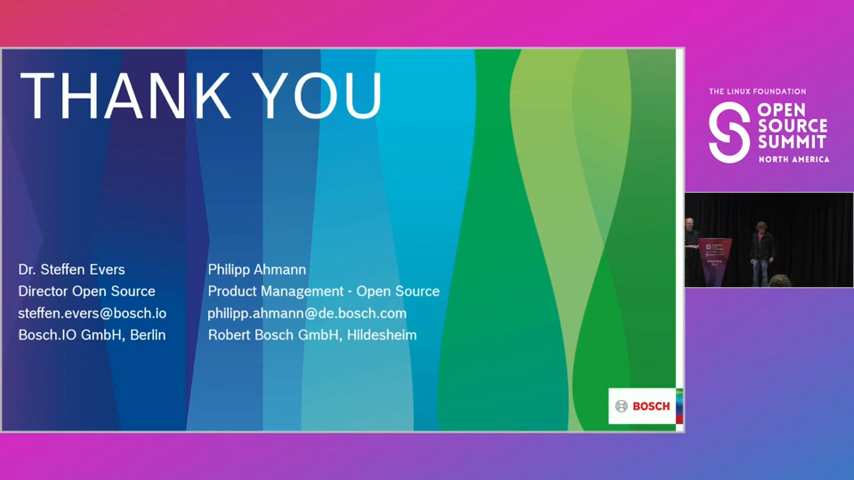 THANK YOU
Dr. Steffen Evers
Director Open Source
steffen.evers@bosch.io
Bosch.IO GmbH, Berlin
Philipp Ahmann
Product Management - Open Source
philipp.ahmann@de.bosch.com
Robert Bosch GmbH, Hildesheim
BOSCH
THE LINUX FOUNDATION
OPEN
SOURCE
SUMMIT
NORTH AMERICA